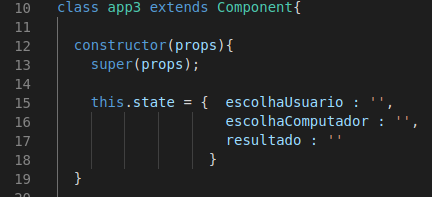 10 class app3 extends Component{
11
12 constructor(props){
13 super(props);
14
15 this.state = { escolhaUsuario : '',
16 escolhaComputador : '',
17 resultado : ''
18 }
19 }